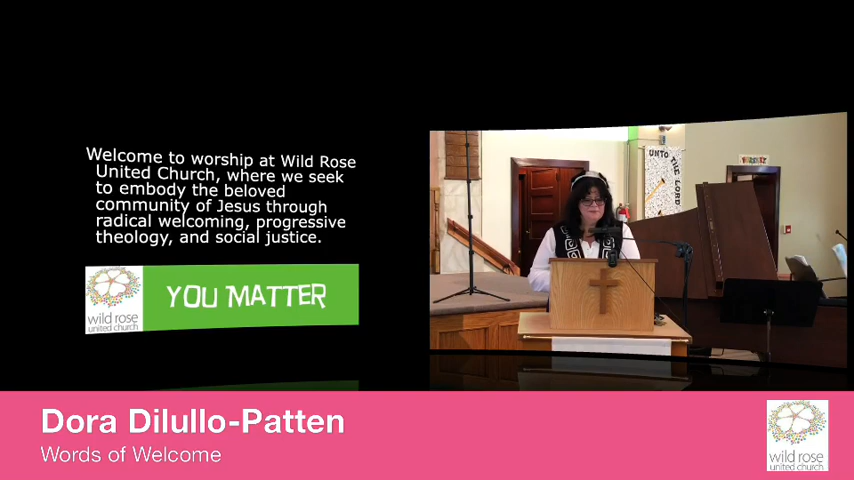 Welcome to worship at Wild Rose
United Church, where we seek
to embody the beloved
community of Jesus through
radical welcoming, progressive
theology, and social justice.
wild rose
united church
YOU MATTER
UNTO THE LORD
Dora Dilullo-Patten
Words of Welcome
wild rose
united church